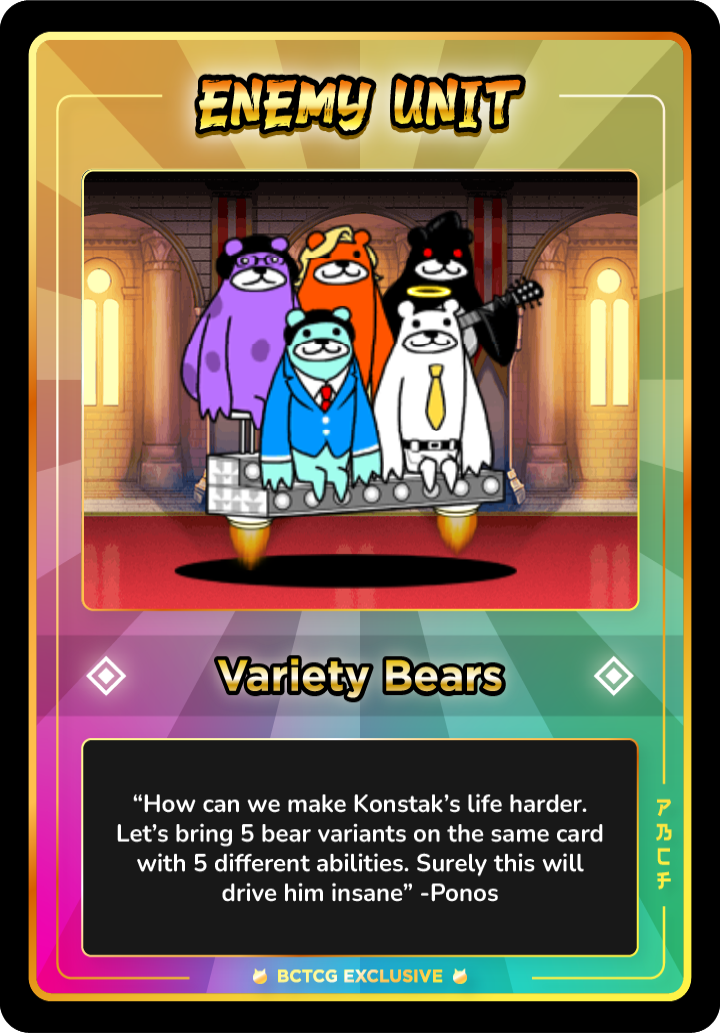 ENEMY UNIT
Variety Bears
“How can we make Konstak’s life harder.
Let’s bring 5 bear variants on the same card
with 5 different abilities. Surely this will
drive him insane” -Ponos
BCTCG EXCLUSIVE